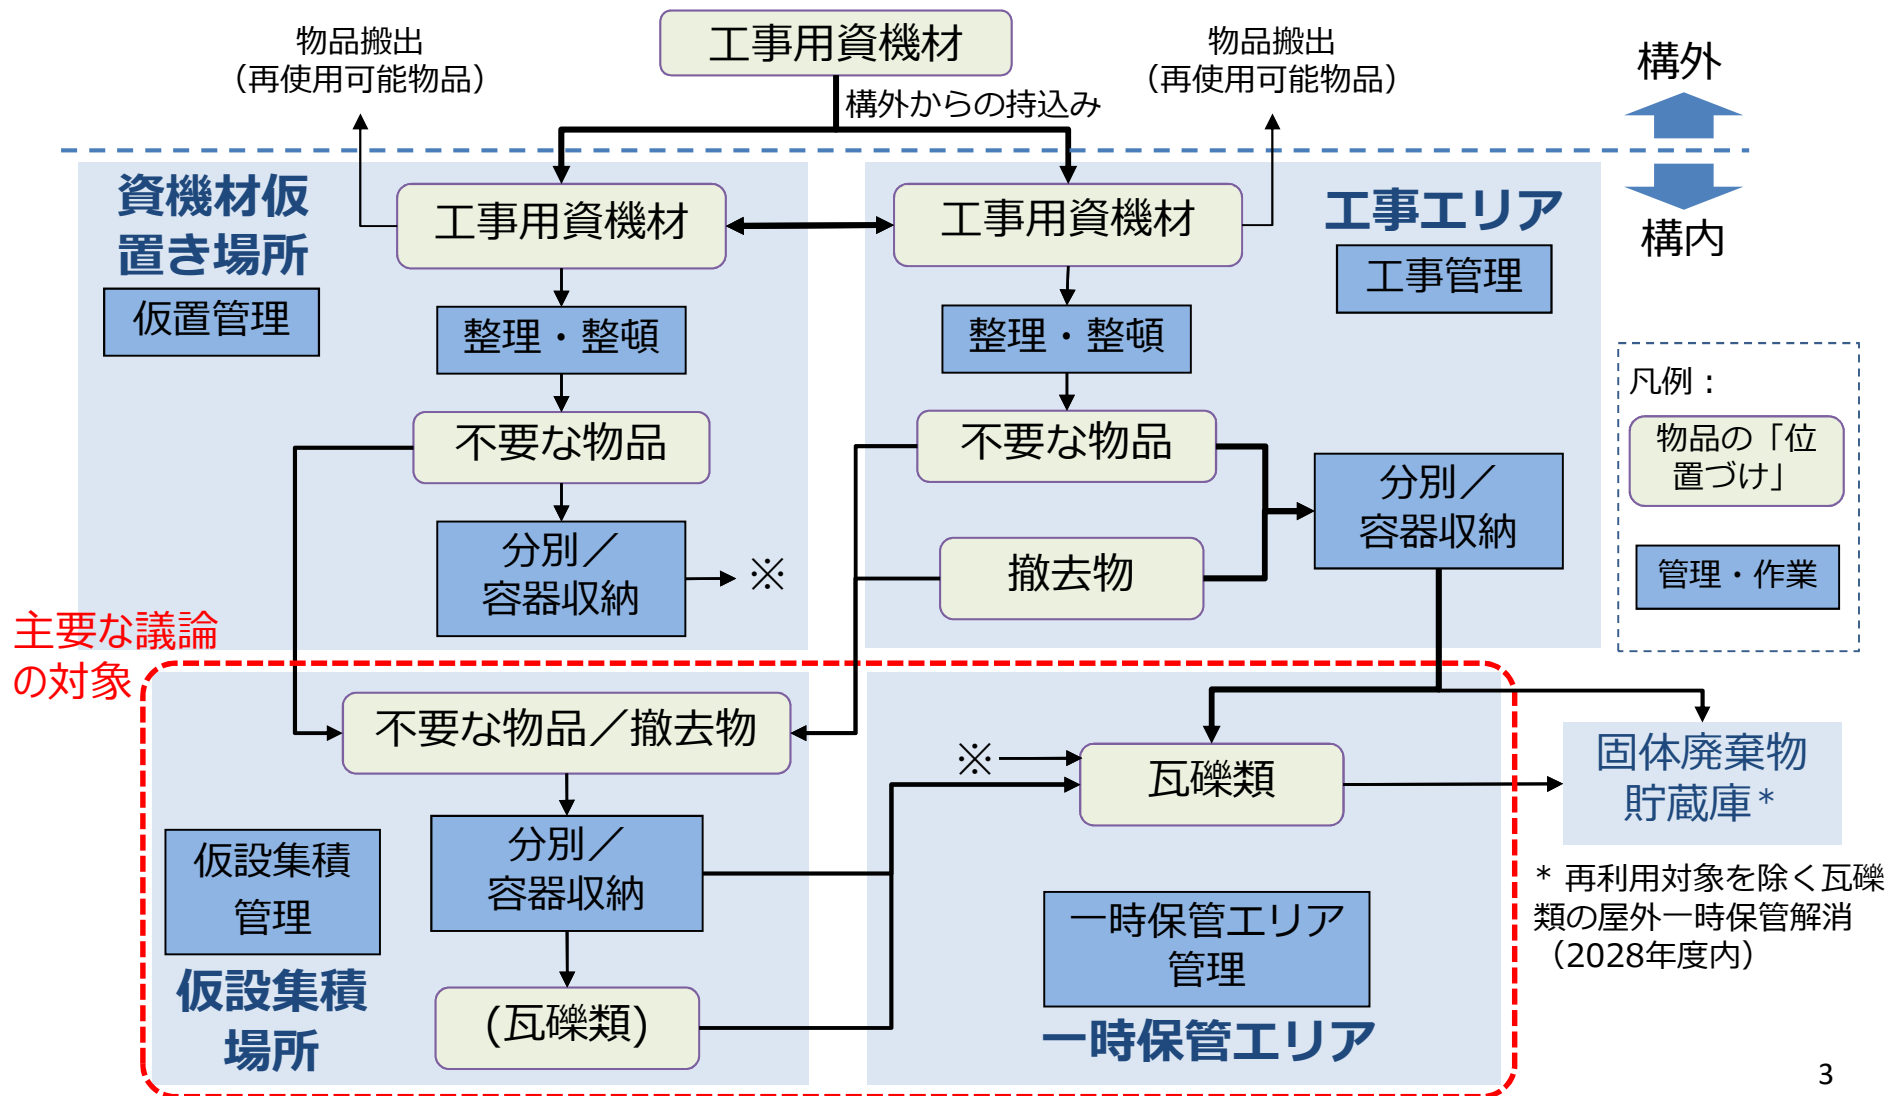 工事用資機材
物品搬出
（再使用可能物品）
構外からの持込み
物品搬出
（再使用可能物品）
構外
構内
資機材仮
置き場所
仮置管理
工事用資機材
整理・整頓
不要な物品
分別／
容器収納
※
工事エリア
工事管理
工事用資機材
整理・整頓
不要な物品
撤去物
分別／
容器収納
凡例：
物品の「位
置づけ」
管理・作業
主要な議論
の対象
不要な物品／撤去物
分別／
容器収納
(瓦礫類)
仮設集積
管理
仮設集積
場所
※
瓦礫類
一時保管エリア
管理
一時保管エリア
固体廃棄物
貯蔵庫*
* 再利用対象を除く瓦礫
類の屋外一時保管解消
（2028年度内）
3